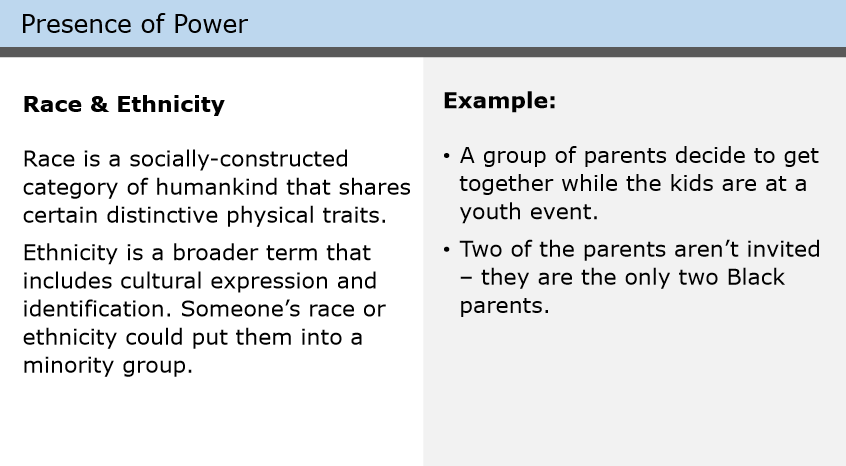 Presence of Power
Race & Ethnicity
Race is a socially-constructed
category of humankind that shares
certain distinctive physical traits.
Ethnicity is a broader term that
includes cultural expression and
identification. Someone’s race or
ethnicity could put them into a
minority group.
Example:
• A group of parents decide to get
together while the kids are at a
youth event.
• Two of the parents aren’t invited
– they are the only two Black
parents.